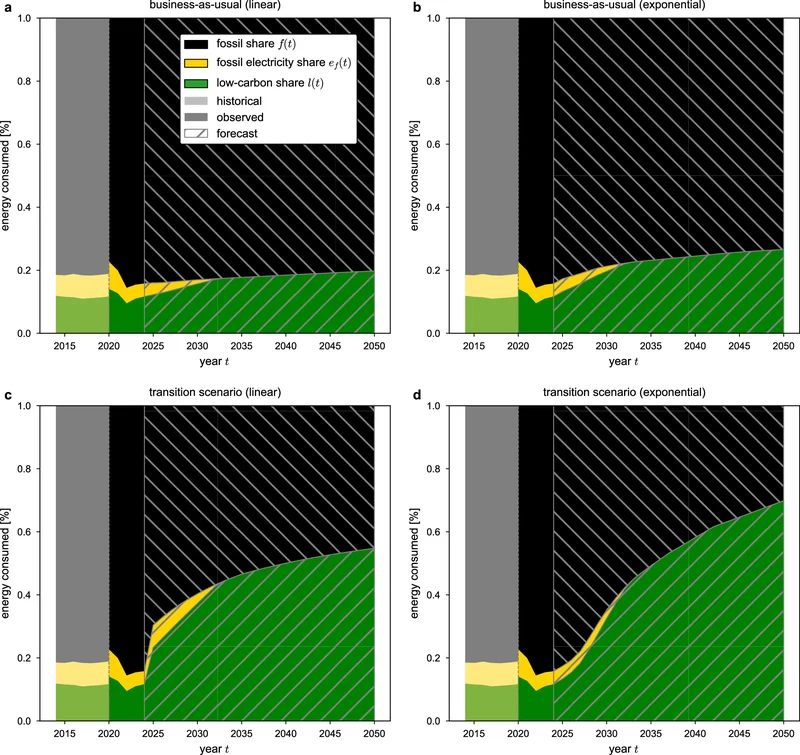 a
business-as-usual (linear)
energy consumed [%]
1.0
0.8
0.6
0.4
0.2
0.0
fossil share f(t)
fossil electricity share e_f(t)
low-carbon share l(t)
historical
observed
forecast
2015 2020 2025 2030 2035 2040 2045 2050
year t
b
business-as-usual (exponential)
energy consumed [%]
1.0
0.8
0.6
0.4
0.2
0.0
2015 2020 2025 2030 2035 2040 2045 2050
year t
c
transition scenario (linear)
energy consumed [%]
1.0
0.8
0.6
0.4
0.2
0.0
2015 2020 2025 2030 2035 2040 2045 2050
year t
d
transition scenario (exponential)
energy consumed [%]
1.0
0.8
0.6
0.4
0.2
0.0
2015 2020 2025 2030 2035 2040 2045 2050
year t